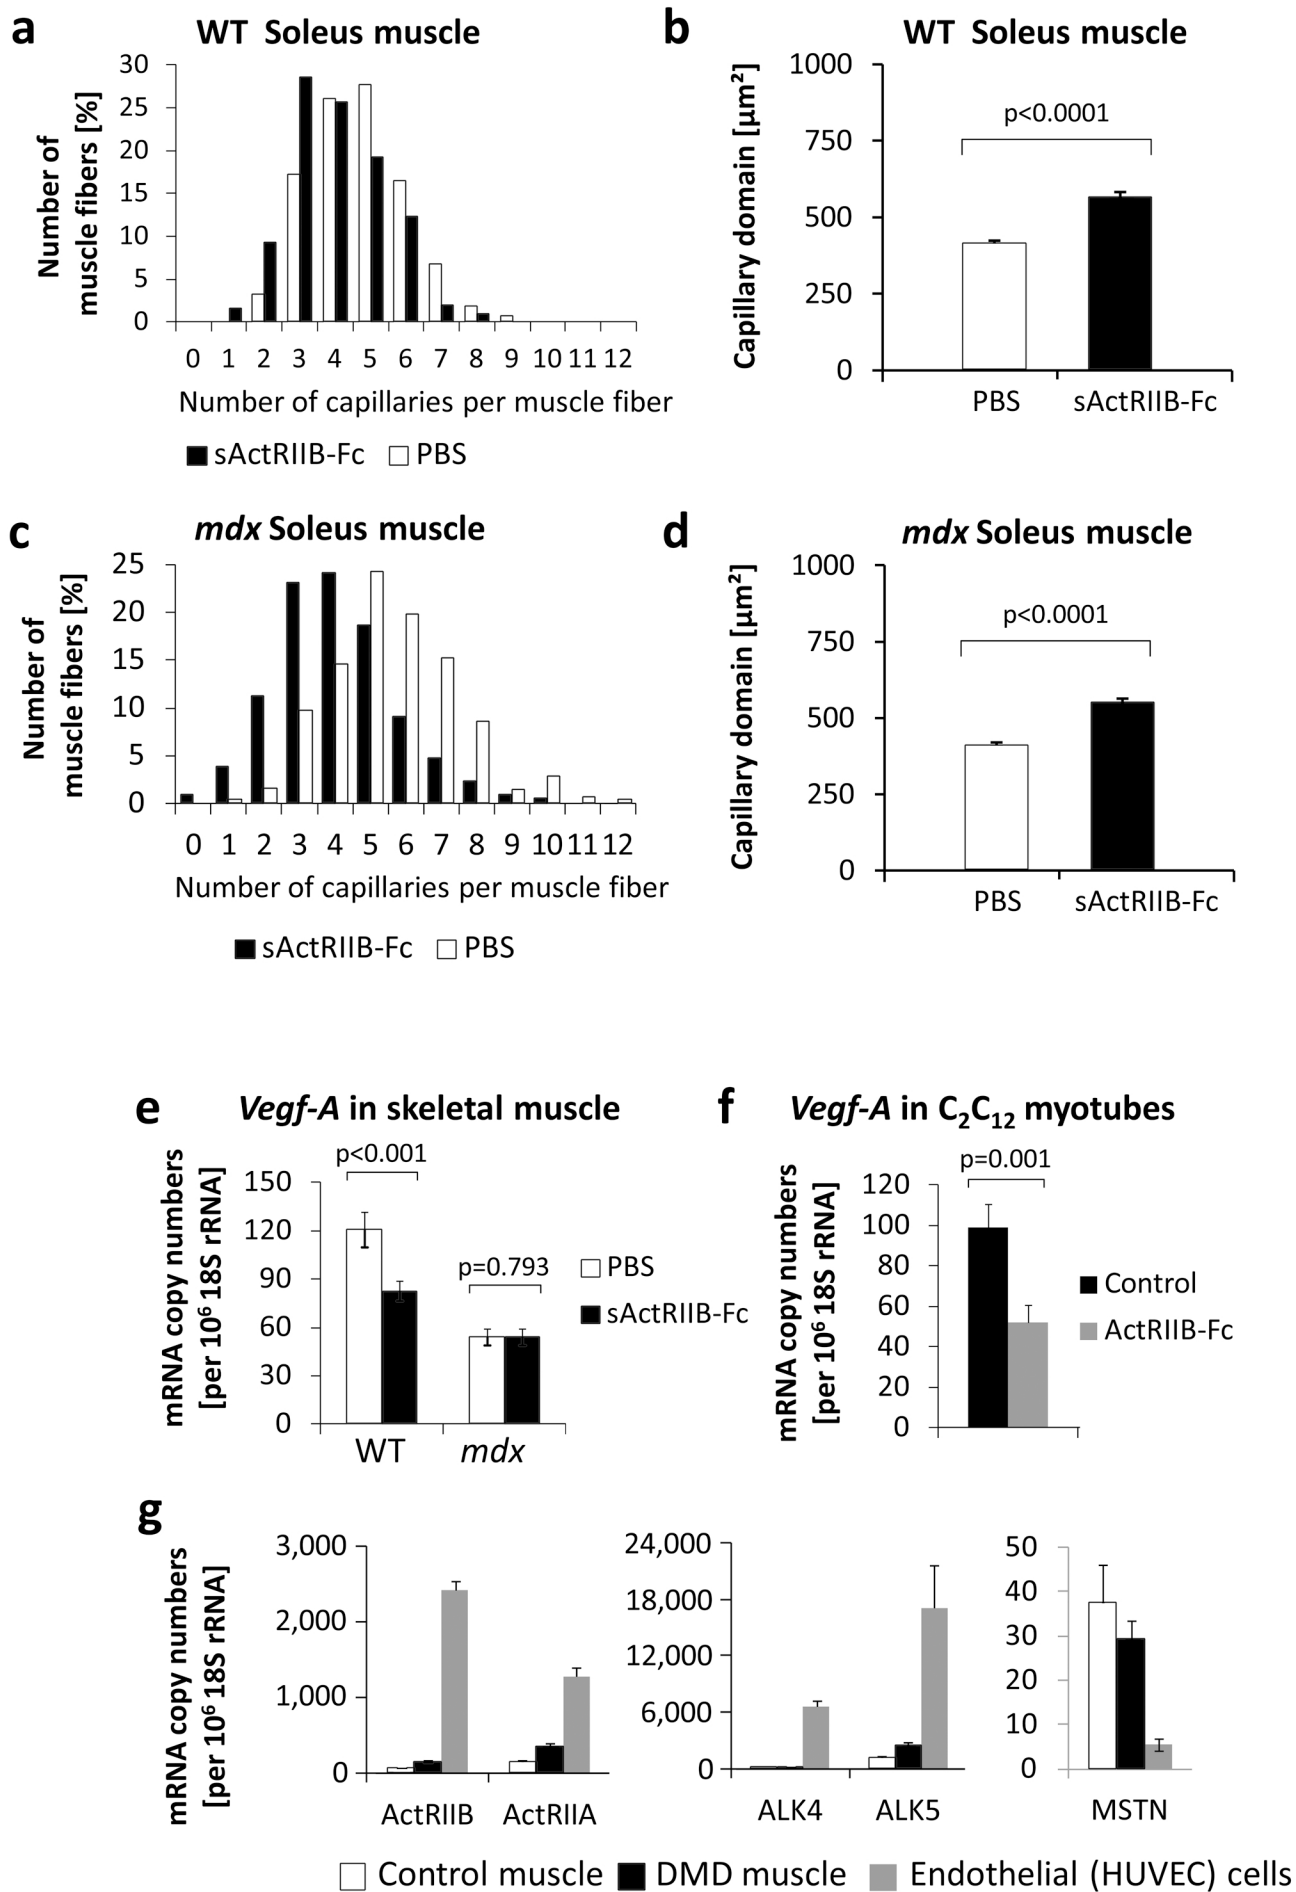 a
WT Soleus muscle
Number of
muscle fibers [%]
30
25
20
15
10
5
0
0 1 2 3 4 5 6 7 8 9 10 11 12
Number of capillaries per muscle fiber
sActRIIB-Fc PBS
b
WT Soleus muscle
Capillary domain [µm²]
1000
750
500
250
0
p<0.0001
PBS sActRIIB-Fc
c
mdx Soleus muscle
Number of
muscle fibers [%]
25
20
15
10
5
0
0 1 2 3 4 5 6 7 8 9 10 11 12
Number of capillaries per muscle fiber
sActRIIB-Fc PBS
d
mdx Soleus muscle
Capillary domain [µm²]
1000
750
500
250
0
p<0.0001
PBS sActRIIB-Fc
e
Vegf-A in skeletal muscle
mRNA copy numbers
[per 10⁶ 18S rRNA]
150
120
90
60
30
0
p<0.001
p=0.793
WT mdx
PBS
sActRIIB-Fc
f
Vegf-A in C₂C₁₂ myotubes
mRNA copy numbers
[per 10⁶ 18S rRNA]
120
100
80
60
40
20
0
p=0.001
Control
ActRIIB-Fc
g
mRNA copy numbers
[per 10⁶ 18S rRNA]
3,000
2,000
1,000
0
ActRIIB ActRIIA
24,000
18,000
12,000
6,000
0
ALK4 ALK5
50
40
30
20
10
0
MSTN
Control muscle DMD muscle Endothelial (HUVEC) cells